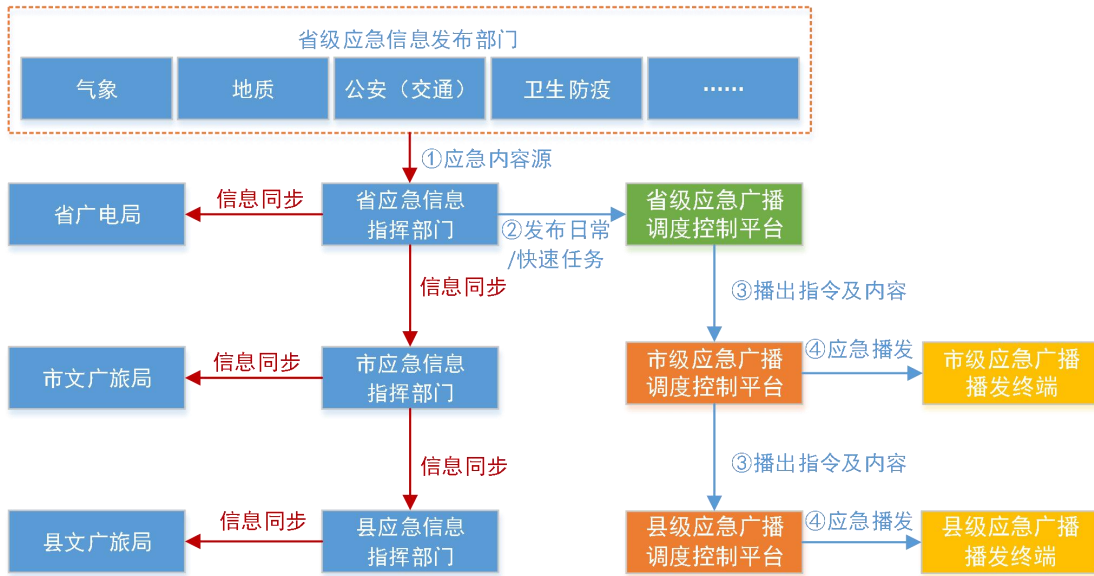 省级应急信息发布部门
气象
地质
公安（交通）
卫生防疫
……
①应急内容源
省广电局
信息同步
省应急信息
指挥部门
②发布日常
/快速任务
省级应急广播
调度控制平台
信息同步
③播出指令及内容
市文广旅局
信息同步
市应急信息
指挥部门
市级应急广播
调度控制平台
④应急播发
市级应急广播
播发终端
信息同步
③播出指令及内容
县文广旅局
信息同步
县应急信息
指挥部门
县级应急广播
调度控制平台
④应急播发
县级应急广播
播发终端